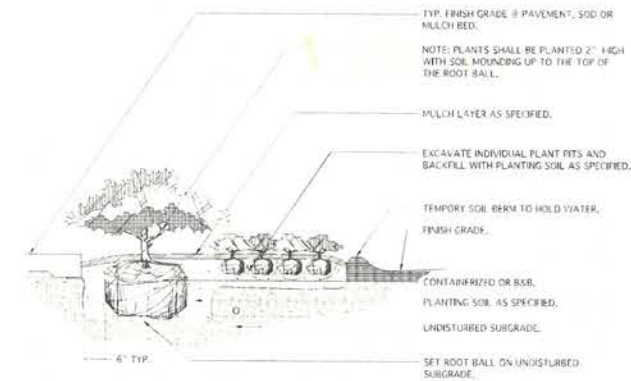 TYP. FINISH GRADE @ PAVEMENT, SOD OR
MULCH BED.
NOTE: PLANTS SHALL BE PLANTED 2" HIGH
WITH SOIL MOUNDING UP TO THE TOP OF
THE ROOT BALL.
MULCH LAYER AS SPECIFIED.
EXCAVATE INDIVIDUAL PLANT PITS AND
BACKFILL WITH PLANTING SOIL AS SPECIFIED.
TEMPORY SOIL BERM TO HOLD WATER.
FINISH GRADE.
CONTAINERIZED OR B&B.
PLANTING SOIL AS SPECIFIED.
UNDISTURBED SUBGRADE.
6" TYP.
SET ROOT BALL ON UNDISTURBED
SUBGRADE.